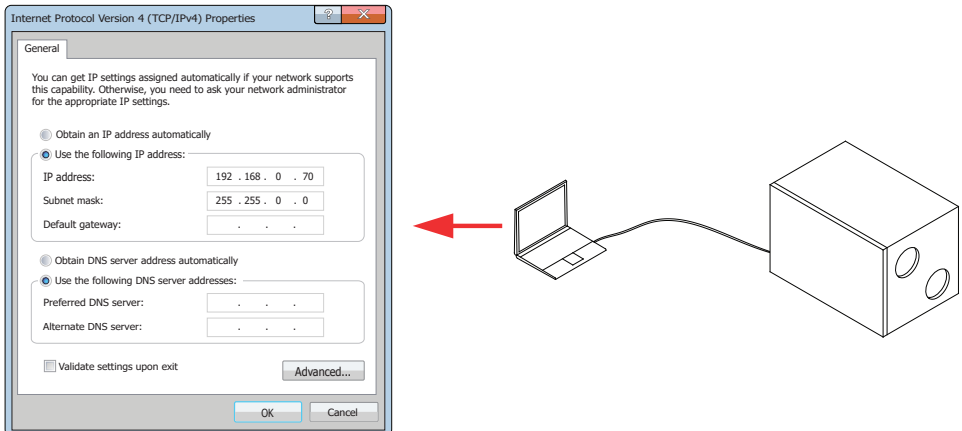 Internet Protocol Version 4 (TCP/IPv4) Properties
?
X
General
You can get IP settings assigned automatically if your network supports
this capability. Otherwise, you need to ask your network administrator
for the appropriate IP settings.
Obtain an IP address automatically
Use the following IP address:
IP address: 192 . 168 . 0 . 70
Subnet mask: 255 . 255 . 0 . 0
Default gateway: . . .
Obtain DNS server address automatically
Use the following DNS server addresses:
Preferred DNS server: . . .
Alternate DNS server: . . .
Validate settings upon exit
Advanced...
OK Cancel